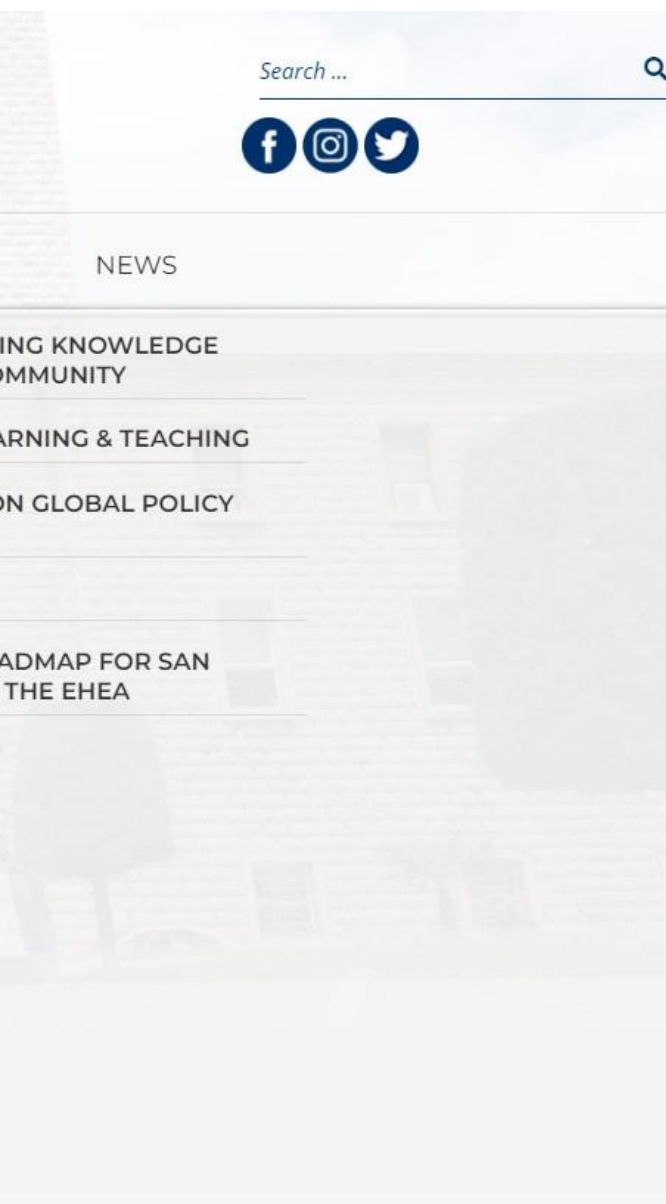 Search ...
NEWS
ING KNOWLEDGE
OMMUNITY
ARNING & TEACHING
ON GLOBAL POLICY
ADMAP FOR SAN
THE EHEA